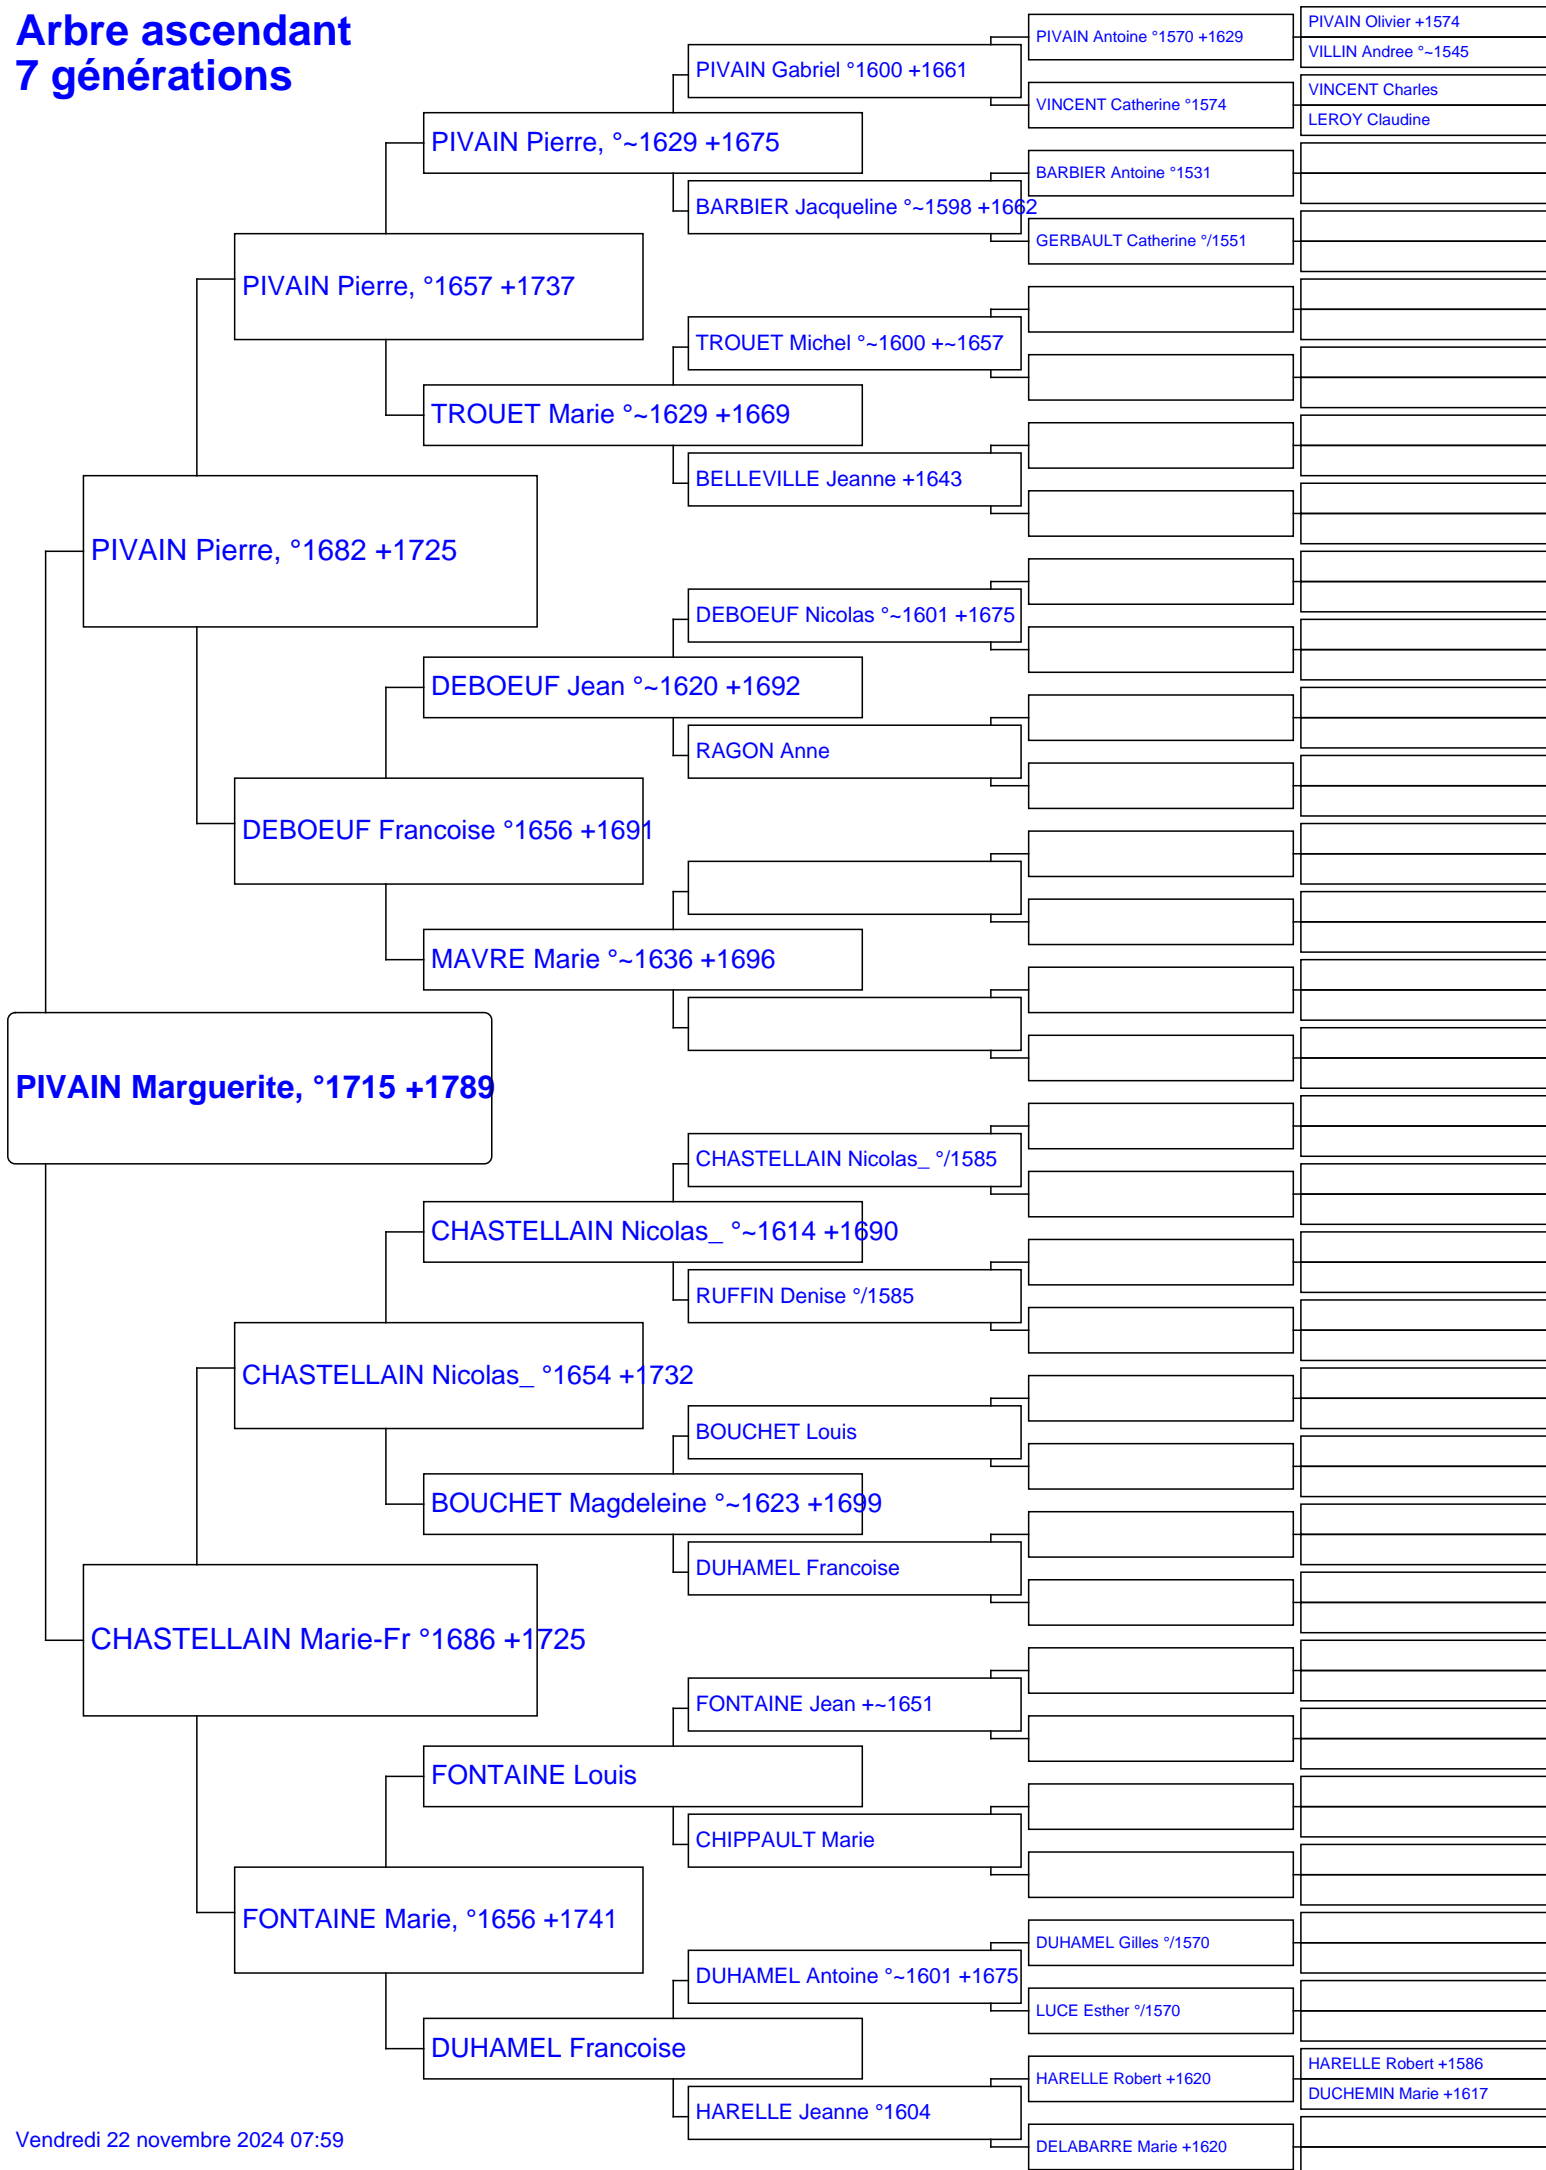 Arbre ascendant
7 générations
PIVAIN Olivier +1574
PIVAIN Antoine °1570 +1629
VILLIN Andree °~1545
PIVAIN Gabriel °1600 +1661
VINCENT Charles
VINCENT Catherine °1574
LEROY Claudine
PIVAIN Pierre, °~1629 +1675
BARBIER Antoine °1531
BARBIER Jacqueline °~1598 +1662
GERBAULT Catherine °/1551
PIVAIN Pierre, °1657 +1737
TROUET Michel °~1600 +~1657
TROUET Marie °~1629 +1669
BELLEVILLE Jeanne +1643
PIVAIN Pierre, °1682 +1725
DEBOEUF Nicolas °~1601 +1675
DEBOEUF Jean °~1620 +1692
RAGON Anne
DEBOEUF Francoise °1656 +1691
MAVRE Marie °~1636 +1696
PIVAIN Marguerite, °1715 +1789
CHASTELLAIN Nicolas_ °/1585
CHASTELLAIN Nicolas_ °~1614 +1690
RUFFIN Denise °/1585
CHASTELLAIN Nicolas_ °1654 +1732
BOUCHET Louis
BOUCHET Magdeleine °~1623 +1699
DUHAMEL Francoise
CHASTELLAIN Marie-Fr °1686 +1725
FONTAINE Jean +~1651
FONTAINE Louis
CHIPPAULT Marie
FONTAINE Marie, °1656 +1741
DUHAMEL Gilles °/1570
DUHAMEL Antoine °~1601 +1675
LUCE Esther °/1570
DUHAMEL Francoise
HARELLE Robert +1586
HARELLE Robert +1620
DUCHEMIN Marie +1617
HARELLE Jeanne °1604
DELABARRE Marie +1620
Vendredi 22 novembre 2024 07:59